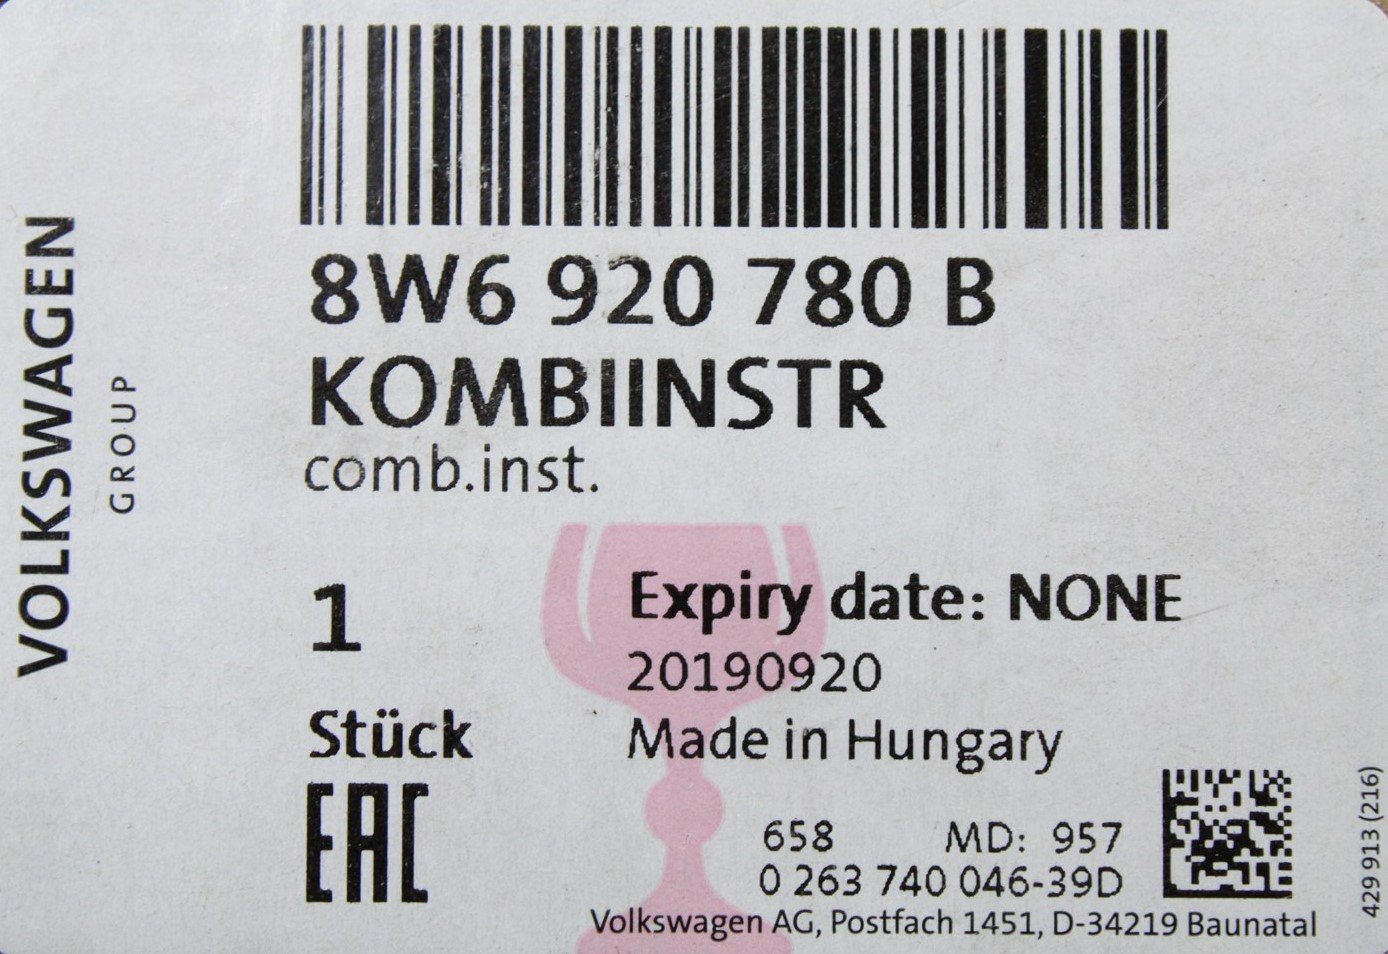 VOLKSWAGEN
GROUP
8W6 920 780 B
KOMBIINSTR
comb.inst.
1
Stück
EAC
Expiry date: NONE
20190920
Made in Hungary
658 MD: 957
0 263 740 046-39D
Volkswagen AG, Postfach 1451, D-34219 Baunatal
429 913 (216)